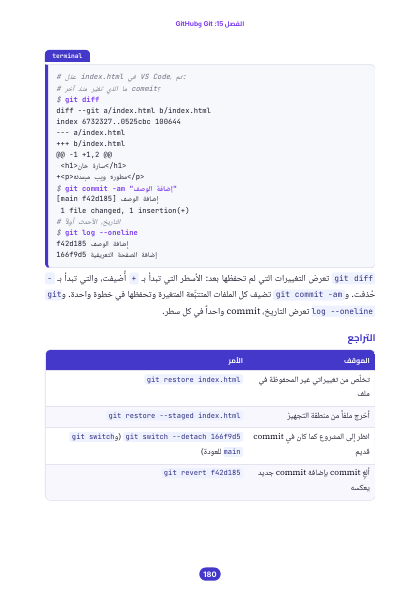 الفصل 15: Git وGitHub
terminal
# عدّل index.html في VS Code، ثم:
# ما الذي تغير منذ آخر commit؟
$ git diff
diff --git a/index.html b/index.html
index 6732327..0525cbc 100644
--- a/index.html
+++ b/index.html
@@ -1 +1,2 @@
 <h1>سارة خان</h1>
+<p>مطورة ويب مبتدئة</p>
$ git commit -am "إضافة الوصف"
[main f42d185] إضافة الوصف
 1 file changed, 1 insertion(+)
# التاريخ، الأحدث أولاً
$ git log --oneline
f42d185 إضافة الوصف
166f9d5 إضافة الصفحة التعريفية
git diff تعرض التغييرات التي لم تحفظها بعد: الأسطر التي تبدأ بـ + أُضيفت، والتي تبدأ بـ -
حُذفت. و git commit -am تضيف كل الملفات المتتبَّعة المتغيرة وتحفظها في خطوة واحدة. وgit
log --oneline تعرض التاريخ، commit واحداً في كل سطر.
التراجع
الموقف الأمر
تخلّص من تغييراتي غير المحفوظة في git restore index.html
ملف
أخرج ملفاً من منطقة التجهيز git restore --staged index.html
انظر إلى المشروع كما كان في commit git switch --detach 166f9d5 (وgit switch
قديم main للعودة)
ألغِ commit بإضافة commit جديد git revert f42d185
يعكسه
180